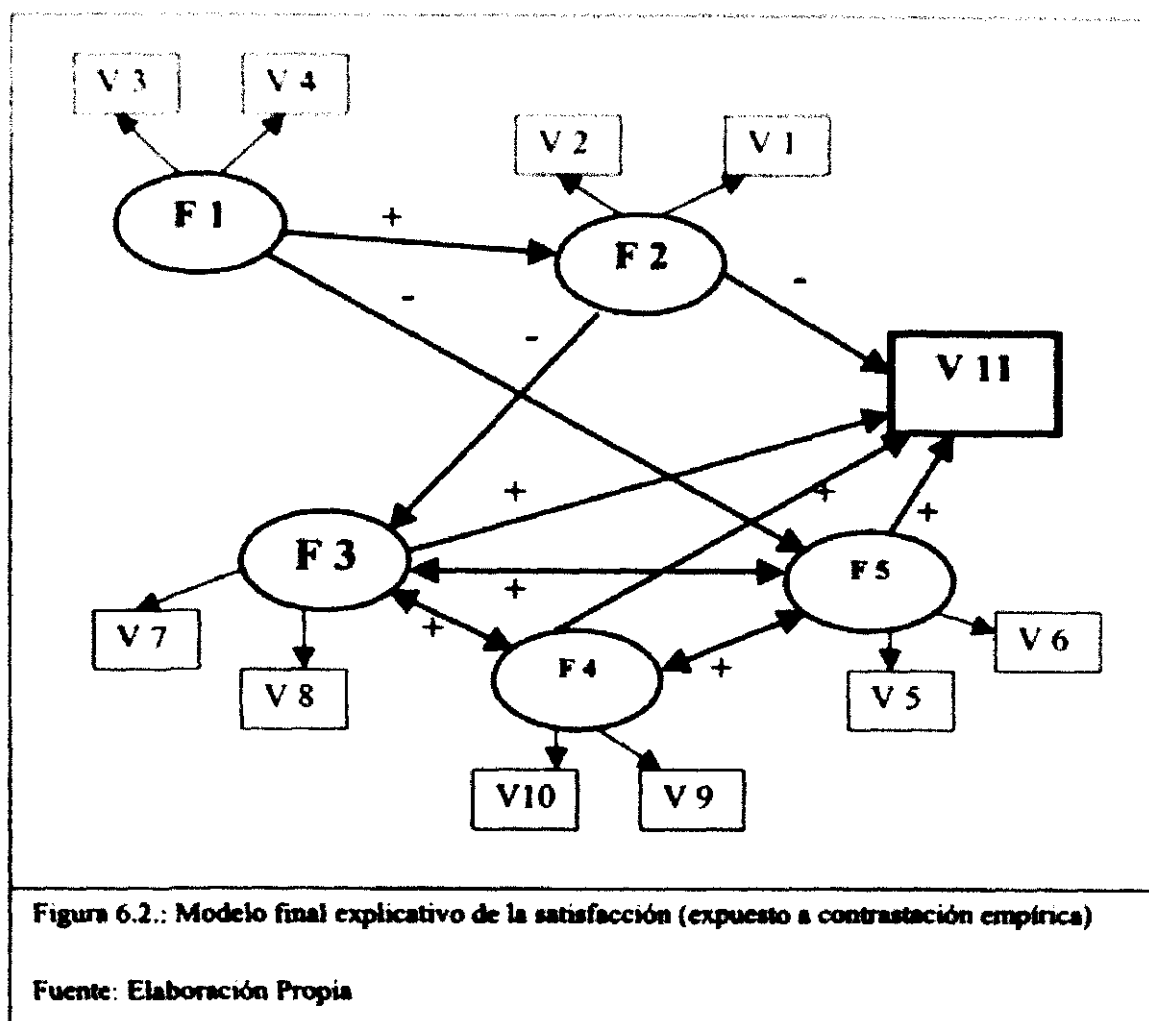 V 3
V 4
V 2
V 1
F 1
+
F 2
-
-
-
V 11
+
+
+
F 3
+
F 5
V 7
+
F 4
+
V 6
V 8
V 5
V10
V 9
Figura 6.2.: Modelo final explicativo de la satisfacción (expuesto a contrastación empírica)
Fuente: Elaboración Propia